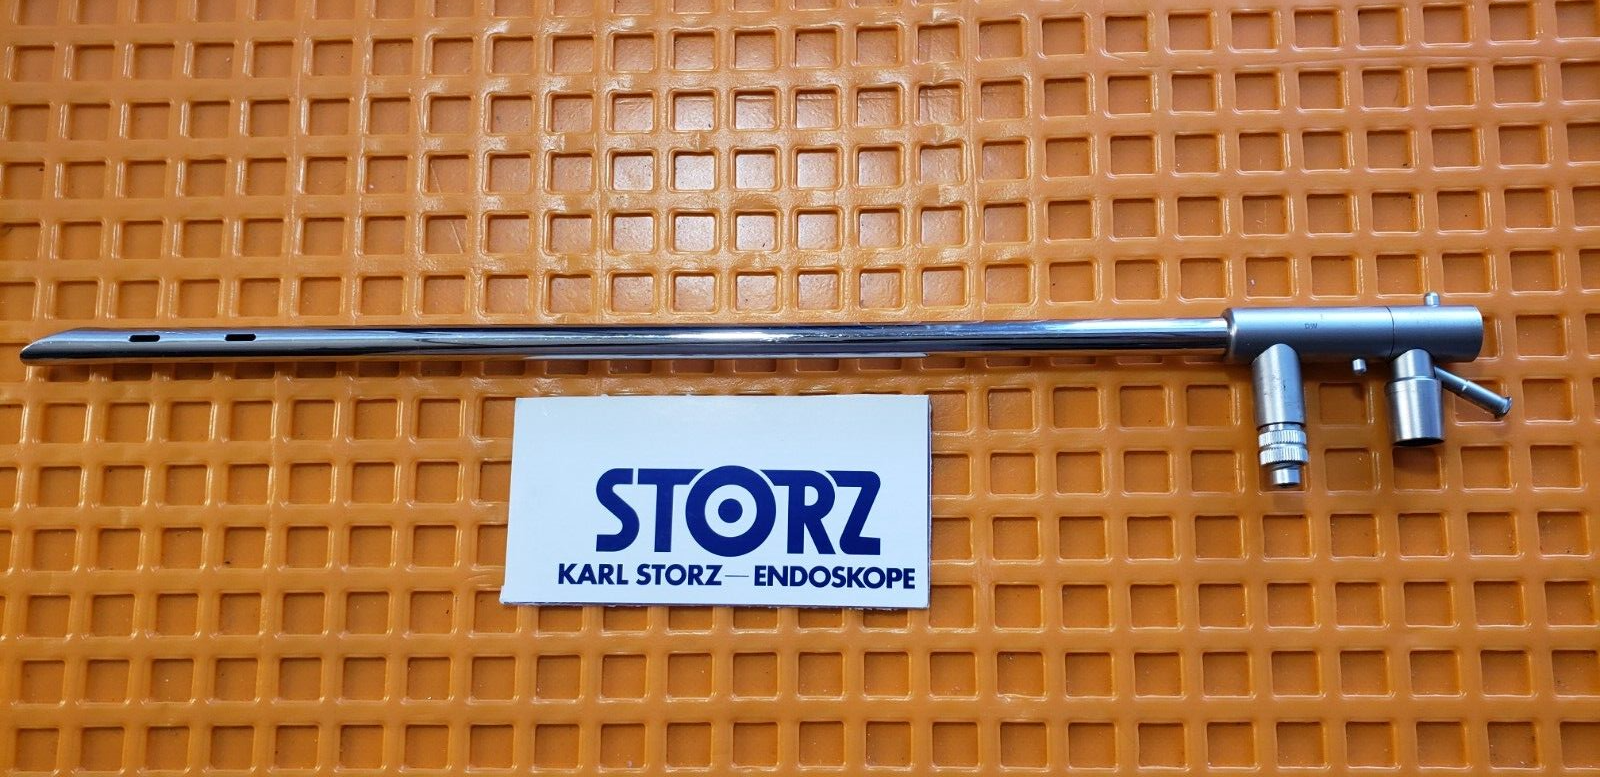 STORZ
KARL STORZ — ENDOSKOPE